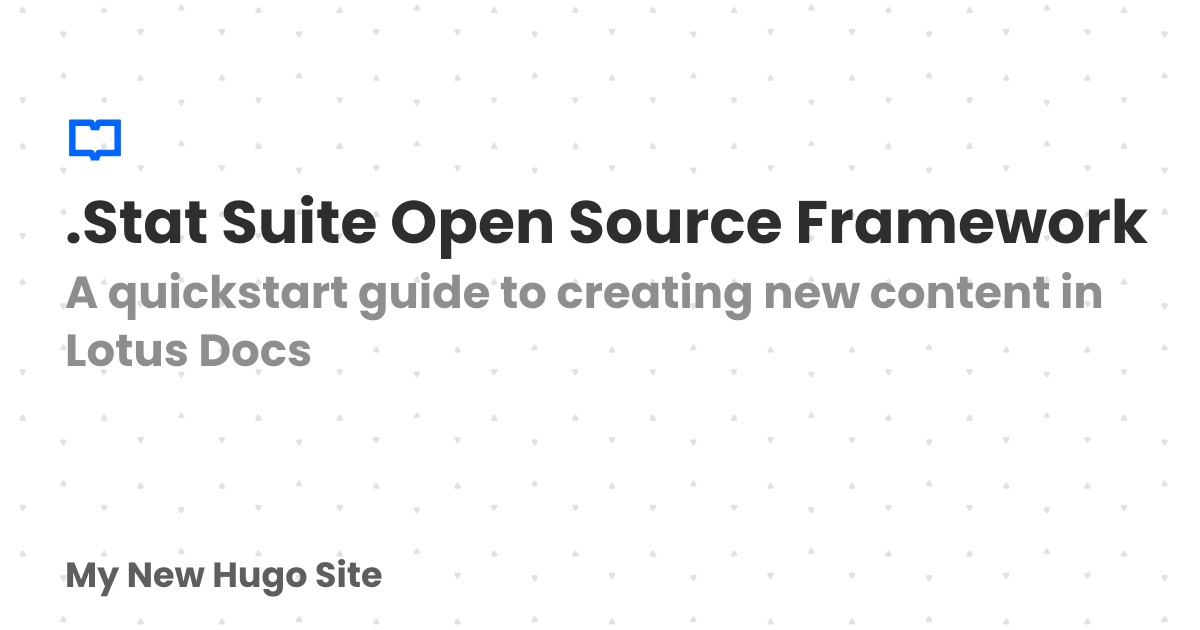 .Stat Suite Open Source Framework
A quickstart guide to creating new content in
Lotus Docs
My New Hugo Site